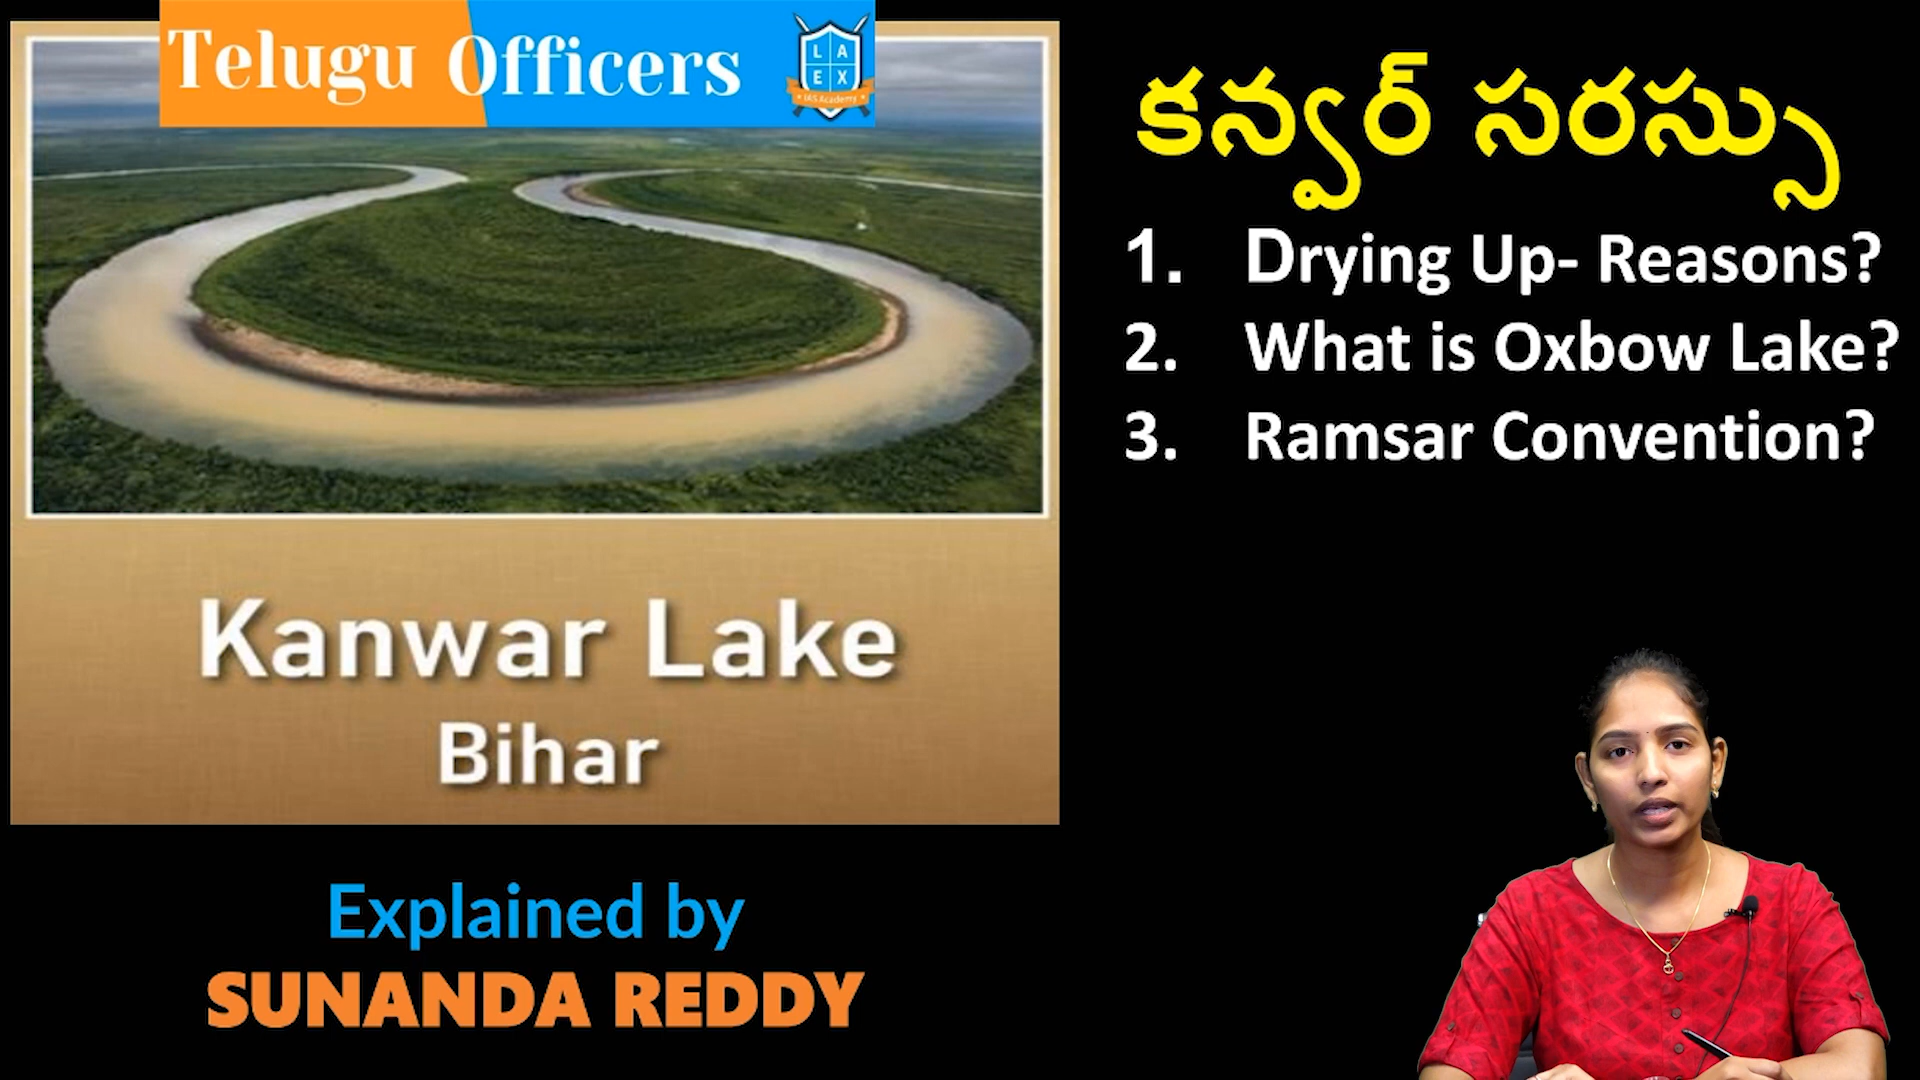 Telugu Officers
L A
E X
IAS Academy
కన్వర్ సరస్సు
1. Drying Up- Reasons?
2. What is Oxbow Lake?
3. Ramsar Convention?
Kanwar Lake
Bihar
Explained by
SUNANDA REDDY